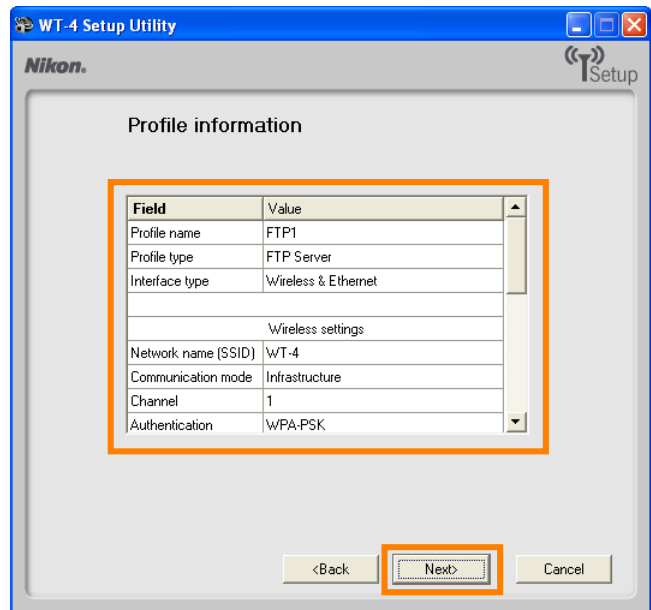 WT-4 Setup Utility
Nikon.
Setup
Profile information
Field Value
Profile name FTP1
Profile type FTP Server
Interface type Wireless & Ethernet
Wireless settings
Network name (SSID) WT-4
Communication mode Infrastructure
Channel 1
Authentication WPA-PSK
<Back Next> Cancel